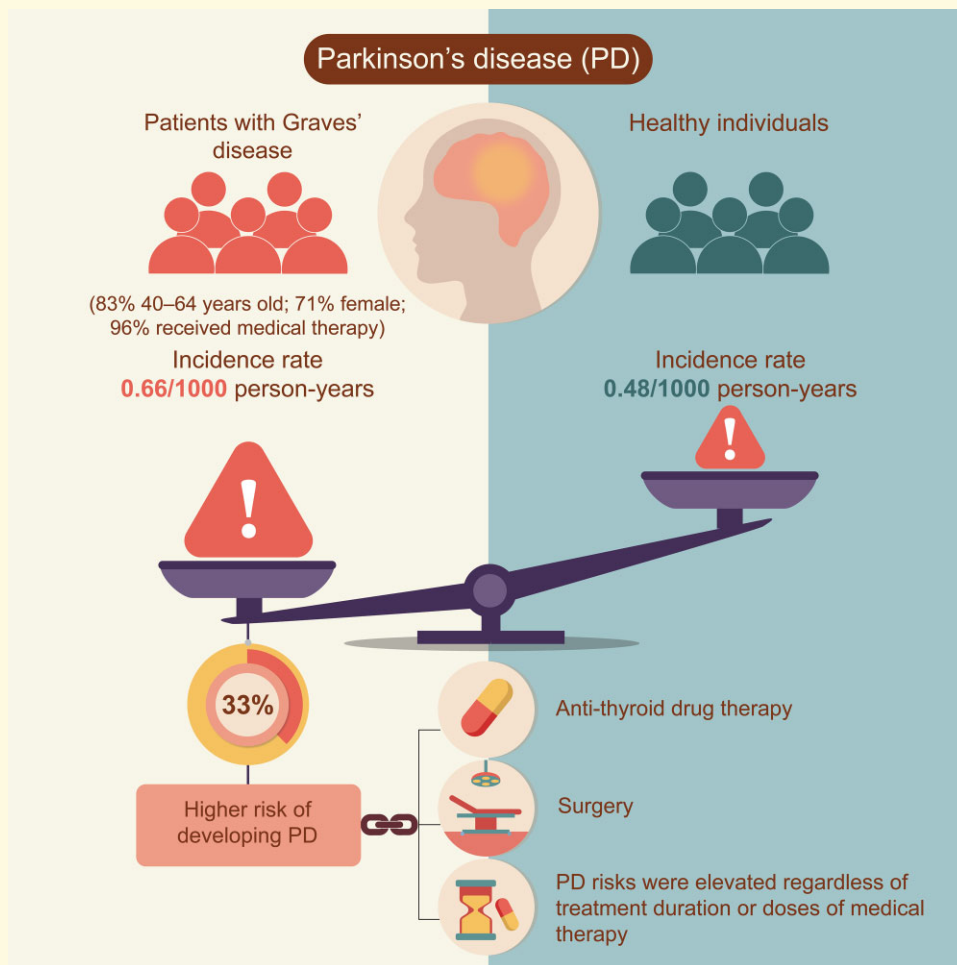 Parkinson’s disease (PD)
Patients with Graves’
disease
Healthy individuals
(83% 40–64 years old; 71% female;
96% received medical therapy)
Incidence rate
0.66/1000 person-years
Incidence rate
0.48/1000 person-years
!
!
33%
Higher risk of
developing PD
Anti-thyroid drug therapy
Surgery
PD risks were elevated regardless of
treatment duration or doses of medical
therapy